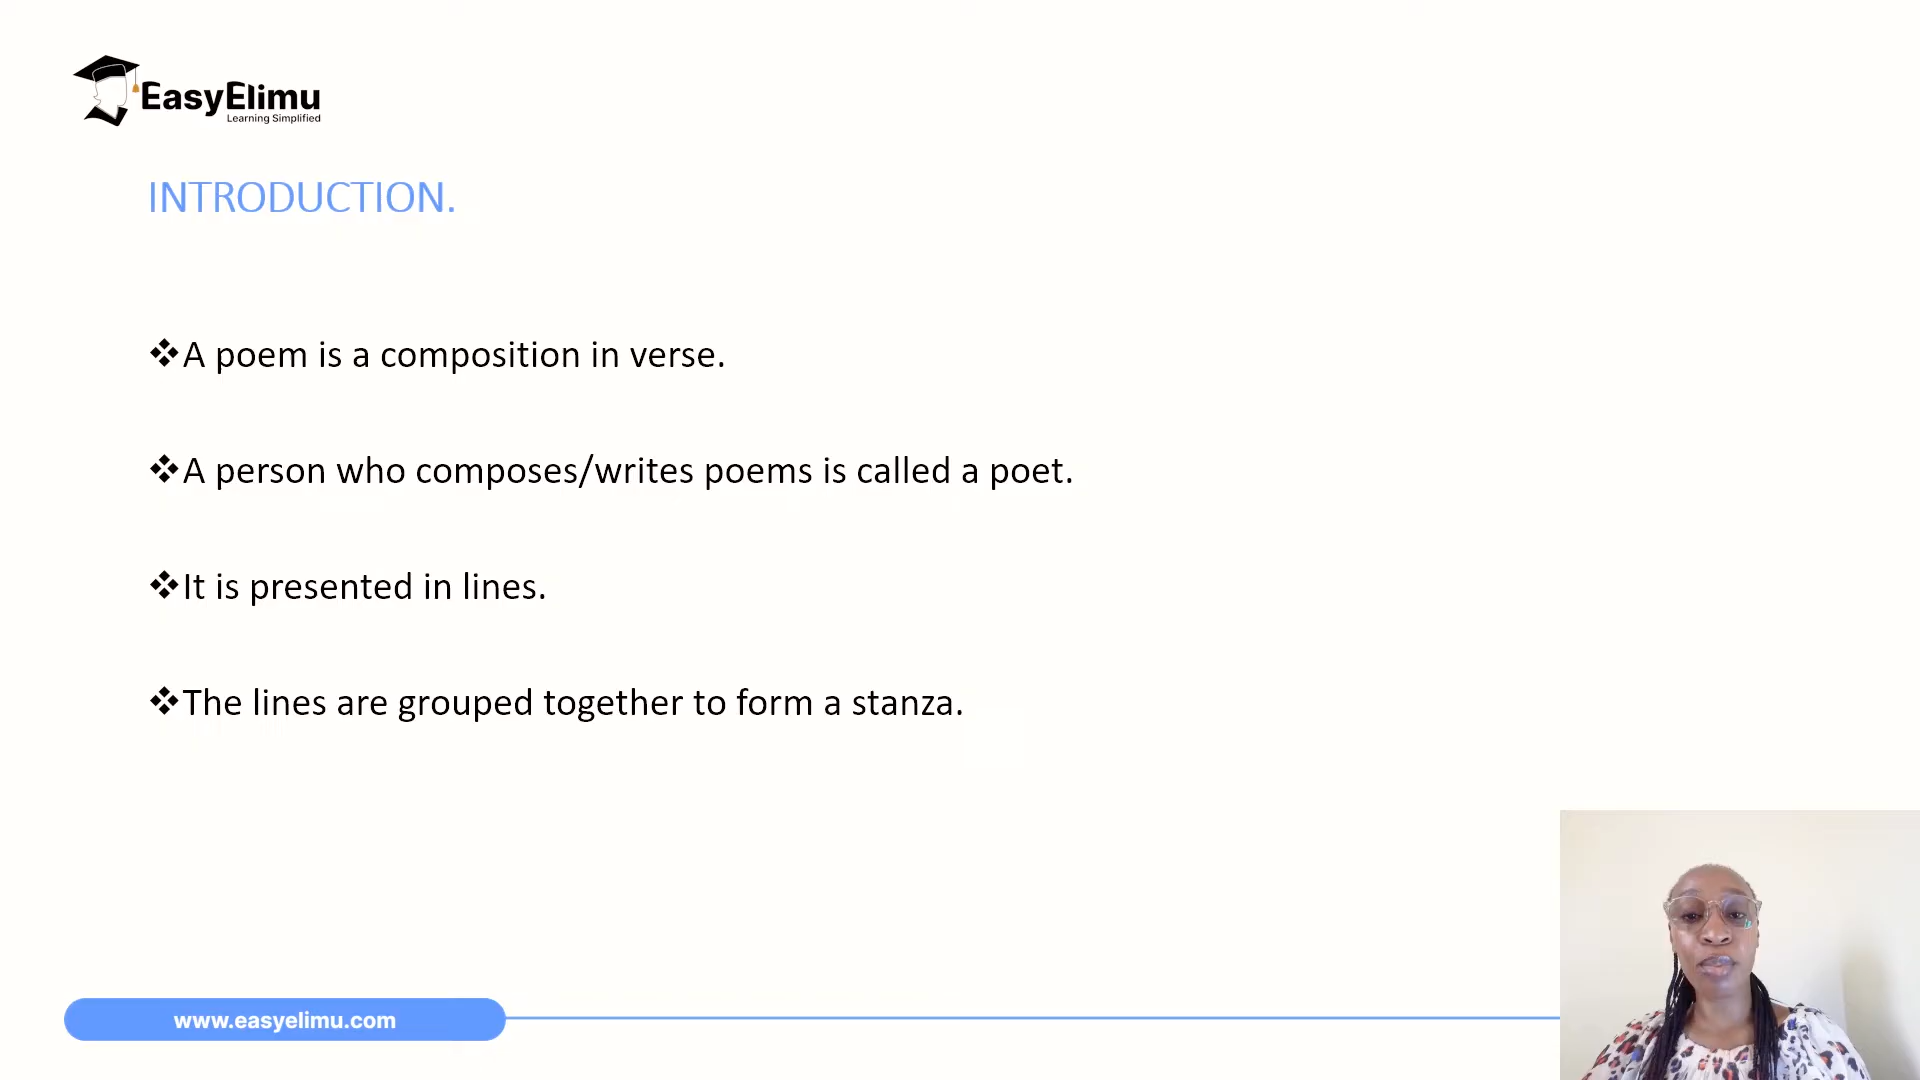 EasyElimu
Learning Simplified
INTRODUCTION.
❖A poem is a composition in verse.
❖A person who composes/writes poems is called a poet.
❖It is presented in lines.
❖The lines are grouped together to form a stanza.
www.easyelimu.com